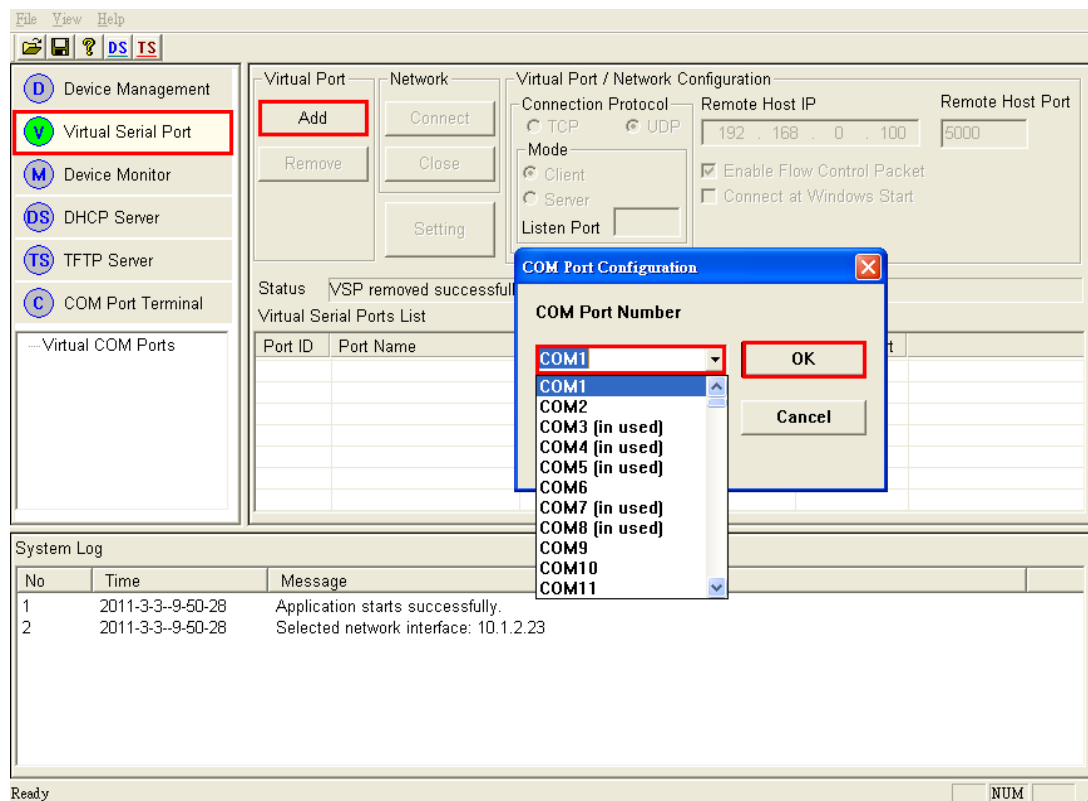 File View Help
DS TS
D Device Management
V Virtual Serial Port
M Device Monitor
DS DHCP Server
TS TFTP Server
C COM Port Terminal
Virtual COM Ports
Virtual Port
Add
Remove
Network
Connect
Close
Setting
Virtual Port / Network Configuration
Connection Protocol
TCP UDP
Mode
Client
Server
Listen Port
Remote Host IP
192 . 168 . 0 . 100
Remote Host Port
5000
Enable Flow Control Packet
Connect at Windows Start
Status VSP removed successfull
Virtual Serial Ports List
Port ID Port Name
COM Port Configuration
COM Port Number
COM1
OK
Cancel
COM1
COM2
COM3 (in used)
COM4 (in used)
COM5 (in used)
COM6
COM7 (in used)
COM8 (in used)
COM9
COM10
COM11
System Log
No Time Message
1 2011-3-3--9-50-28 Application starts successfully.
2 2011-3-3--9-50-28 Selected network interface: 10.1.2.23
Ready NUM